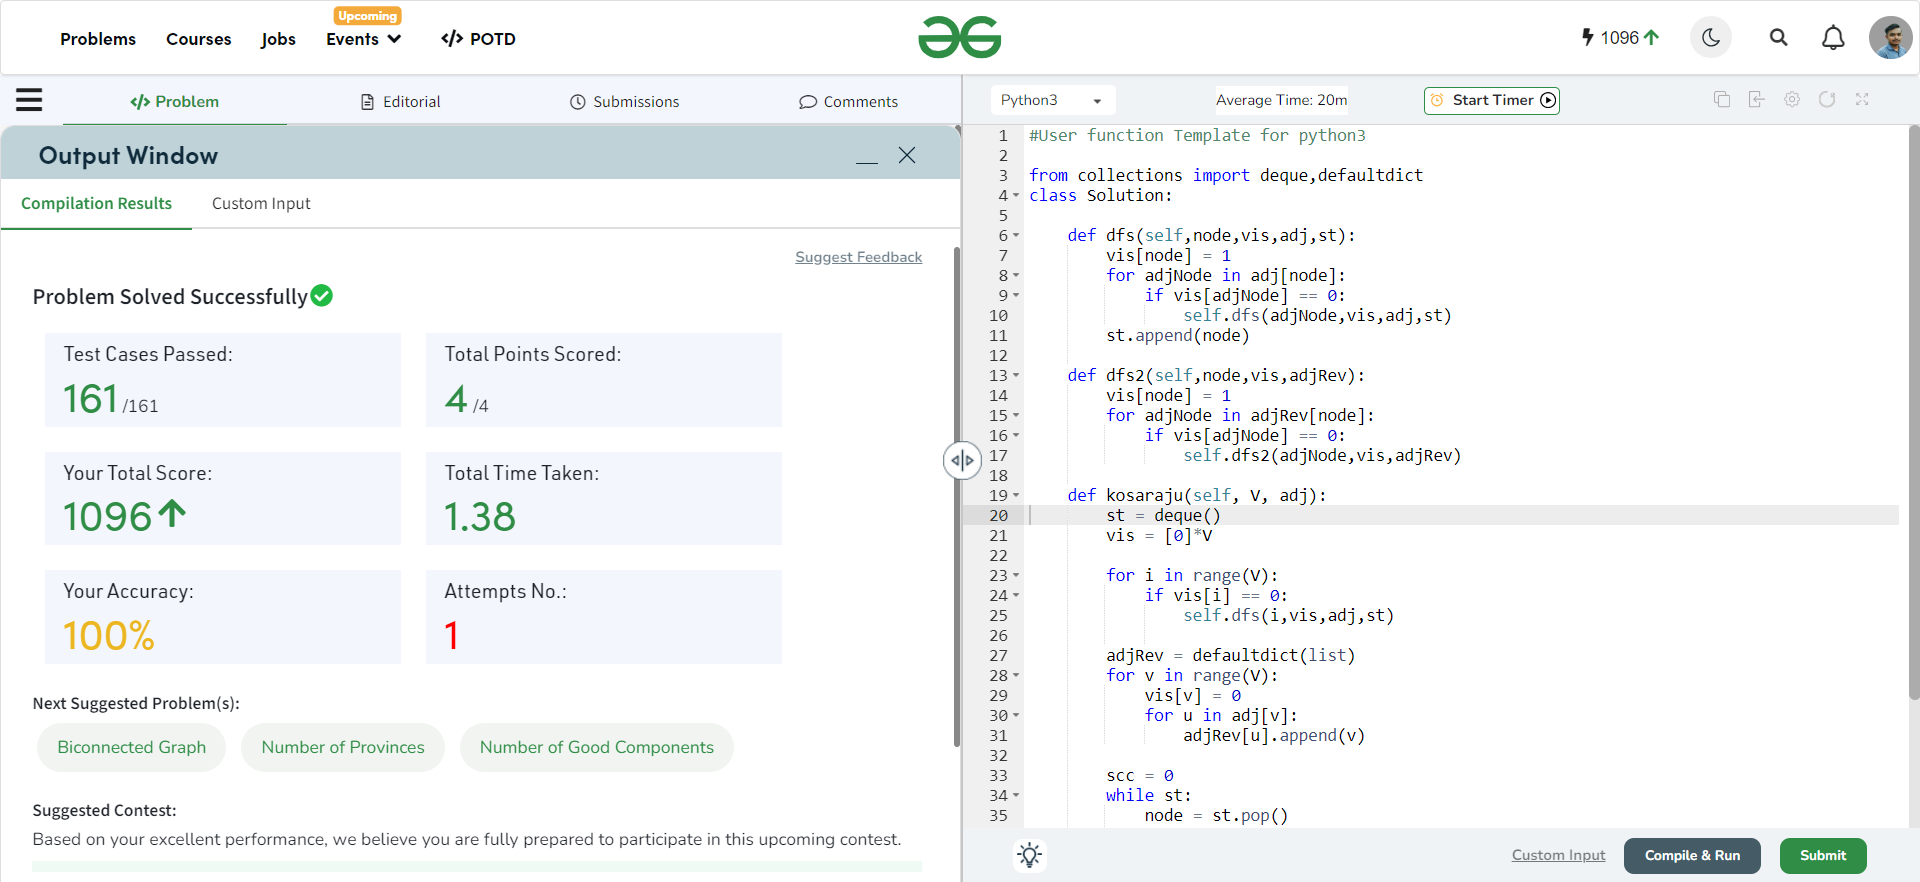 Upcoming
Problems Courses Jobs Events POTD
1096
Problem Editorial Submissions Comments
Python3 Average Time: 20m Start Timer
Output Window
Compilation Results Custom Input
Suggest Feedback
Problem Solved Successfully
Test Cases Passed: Total Points Scored:
161 /161 4 /4
Your Total Score: Total Time Taken:
1096 1.38
Your Accuracy: Attempts No.:
100% 1
Next Suggested Problem(s):
Biconnected Graph Number of Provinces Number of Good Components
Suggested Contest:
Based on your excellent performance, we believe you are fully prepared to participate in this upcoming contest.
1 #User function Template for python3
2
3 from collections import deque,defaultdict
4 class Solution:
5
6     def dfs(self,node,vis,adj,st):
7         vis[node] = 1
8         for adjNode in adj[node]:
9             if vis[adjNode] == 0:
10                 self.dfs(adjNode,vis,adj,st)
11         st.append(node)
12
13     def dfs2(self,node,vis,adjRev):
14         vis[node] = 1
15         for adjNode in adjRev[node]:
16             if vis[adjNode] == 0:
17                 self.dfs2(adjNode,vis,adjRev)
18
19     def kosaraju(self, V, adj):
20         st = deque()
21         vis = [0]*V
22
23         for i in range(V):
24             if vis[i] == 0:
25                 self.dfs(i,vis,adj,st)
26
27         adjRev = defaultdict(list)
28         for v in range(V):
29             vis[v] = 0
30             for u in adj[v]:
31                 adjRev[u].append(v)
32
33         scc = 0
34         while st:
35             node = st.pop()
Custom Input Compile & Run Submit